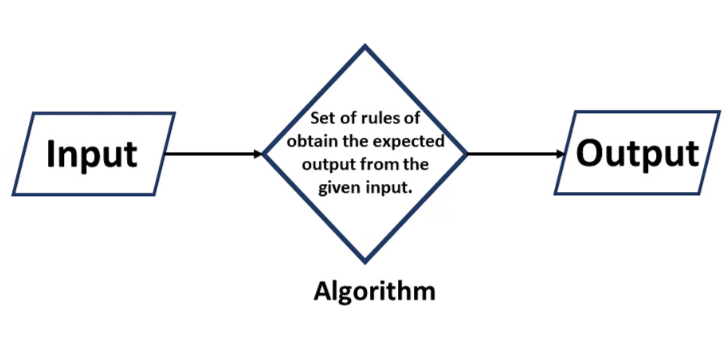 Input
Set of rules of
obtain the expected
output from the
given input.
Output
Algorithm